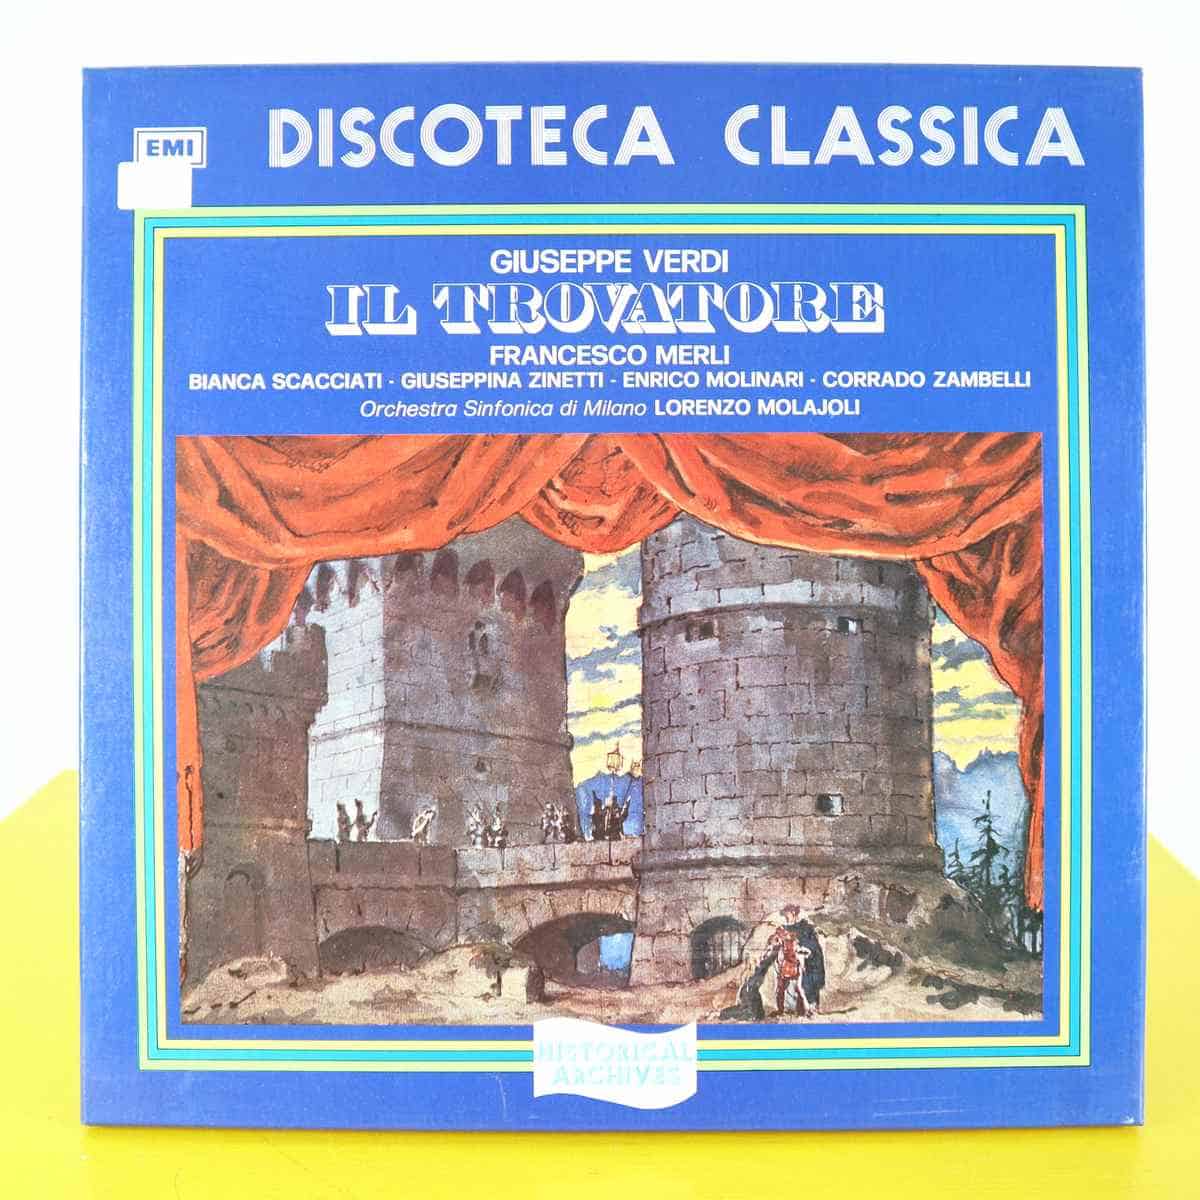 EMI
DISCOTECA CLASSICA
GIUSEPPE VERDI
IL TROVATORE
FRANCESCO MERLI
BIANCA SCACCIATI - GIUSEPPINA ZINETTI - ENRICO MOLINARI - CORRADO ZAMBELLI
Orchestra Sinfonica di Milano LORENZO MOLAJOLI
HISTORICAL
ARCHIVES